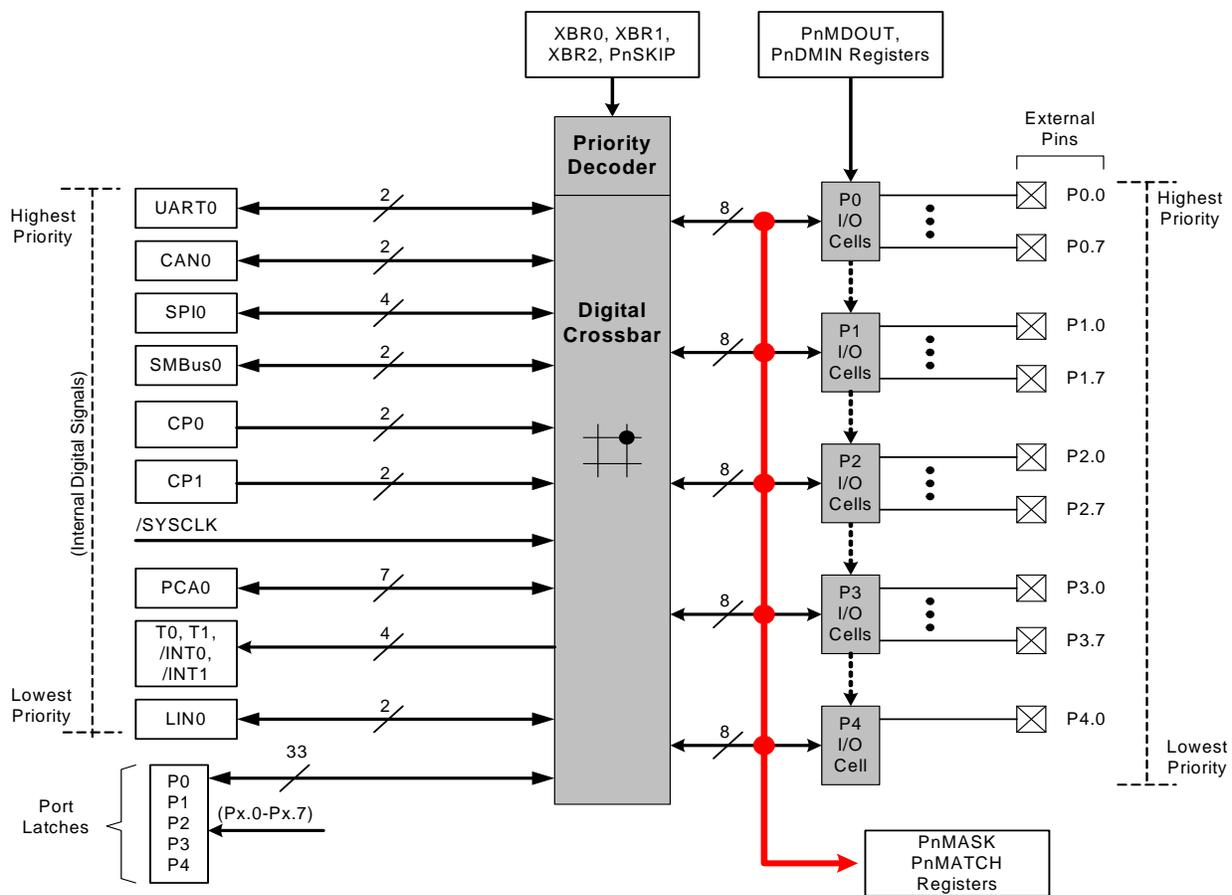 XBR0, XBR1,
XBR2, PnSKIP
PnMDOUT,
PnDMIN Registers
External
Pins
Priority
Decoder
Highest
Priority
(Internal Digital Signals)
Lowest
Priority
UART0
2
CAN0
2
SPI0
4
SMBus0
2
CP0
2
CP1
2
/SYSCLK
PCA0
7
T0, T1,
/INT0,
/INT1
4
LIN0
2
Digital
Crossbar
8
P0
I/O
Cells
P0.0
P0.7
8
P1
I/O
Cells
P1.0
P1.7
8
P2
I/O
Cells
P2.0
P2.7
8
P3
I/O
Cells
P3.0
P3.7
8
P4
I/O
Cell
P4.0
Highest
Priority
Lowest
Priority
Port
Latches
P0
P1
P2
P3
P4
33
(Px.0-Px.7)
PnMASK
PnMATCH
Registers